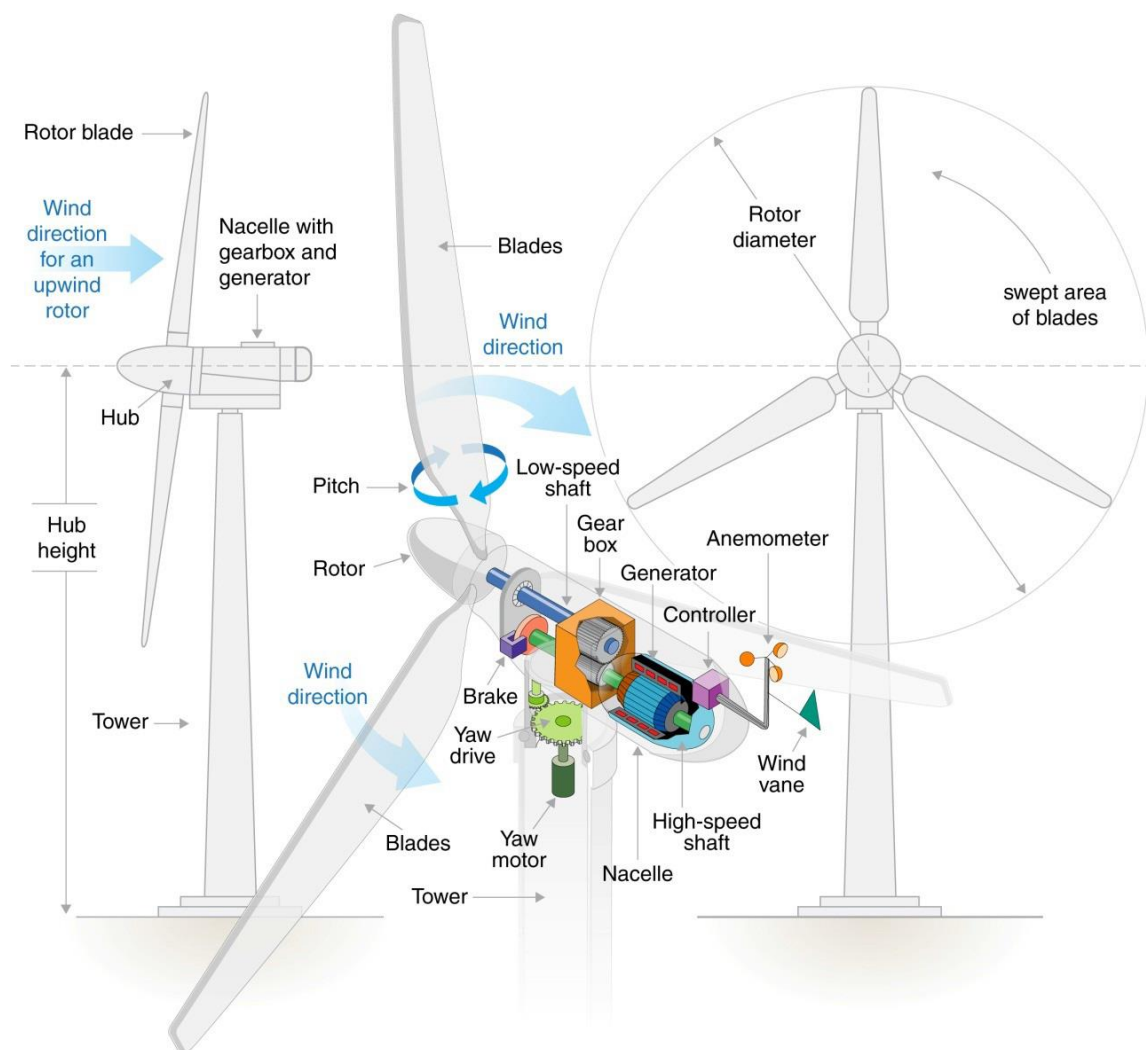 Rotor blade
Wind
direction
for an
upwind
rotor
Nacelle with
gearbox and
generator
Hub
Hub
height
Tower
Blades
Wind
direction
Pitch
Rotor
Low-speed
shaft
Gear
box
Generator
Controller
Anemometer
Wind
direction
Brake
Yaw
drive
Yaw
motor
Blades
Tower
Nacelle
High-speed
shaft
Wind
vane
Rotor
diameter
swept area
of blades